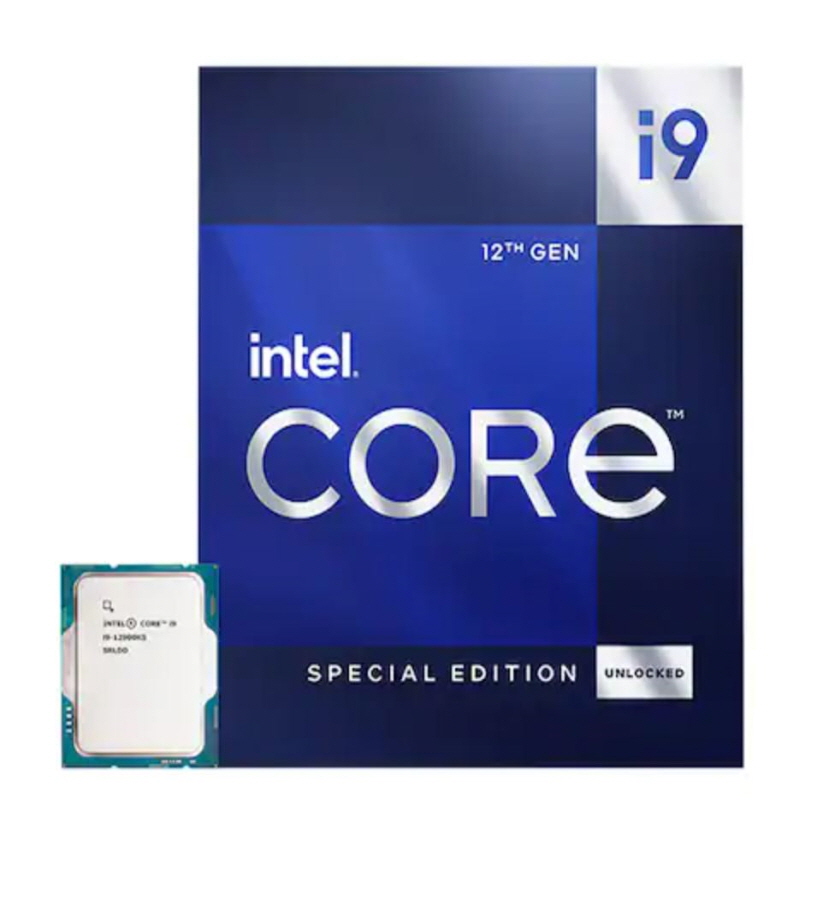 i9
12TH GEN
intel.
CORe™
SPECIAL EDITION
UNLOCKED
INTEL® CORE™ i9
i9-12900KS
SRLDD